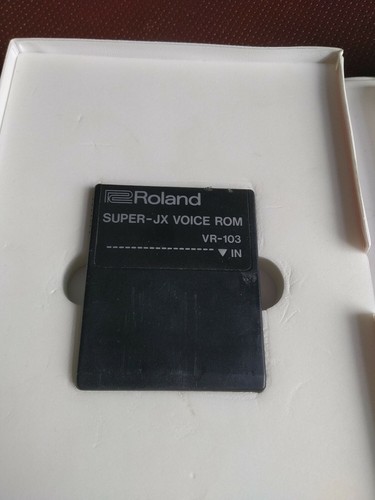 Roland
SUPER-JX VOICE ROM
VR-103
---------------------▼ IN